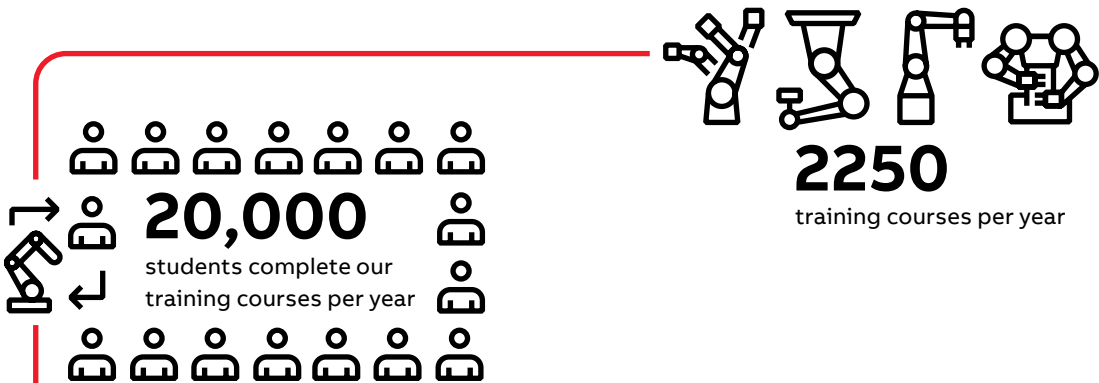 2250
training courses per year
20,000
students complete our
training courses per year